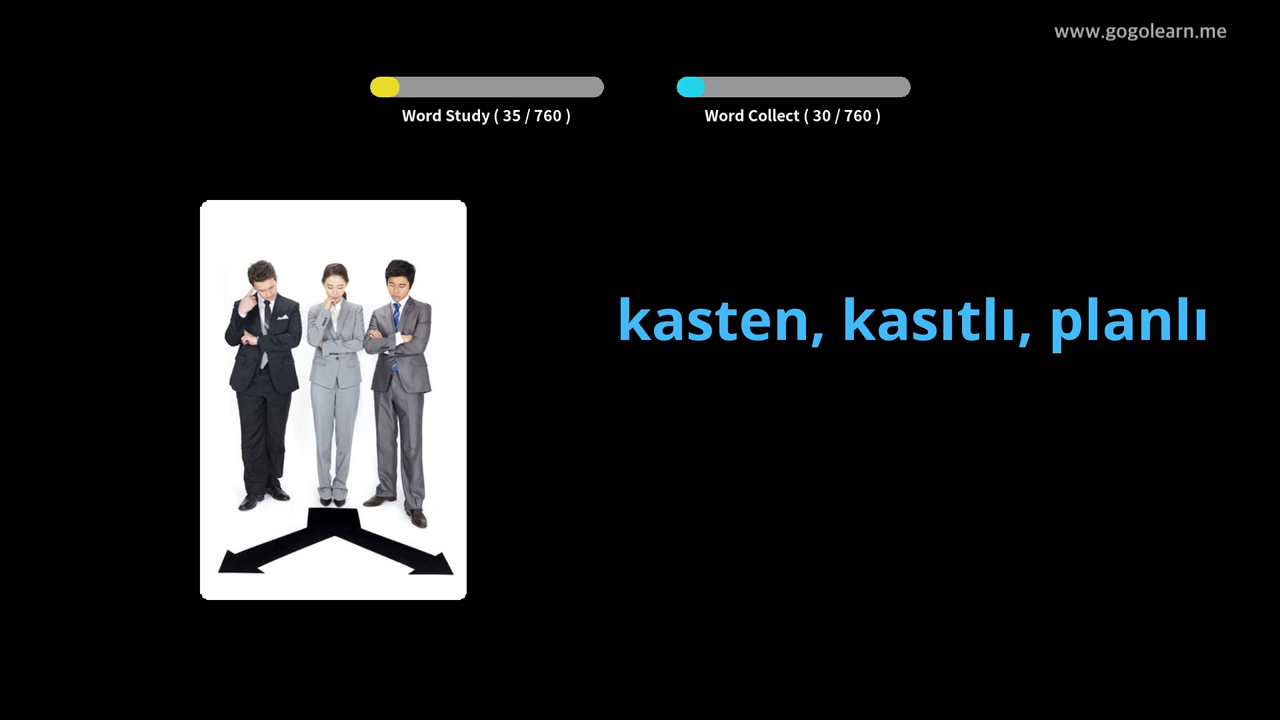 www.gogolearn.me
Word Study ( 35 / 760 )
Word Collect ( 30 / 760 )
kasten, kasıtlı, planlı